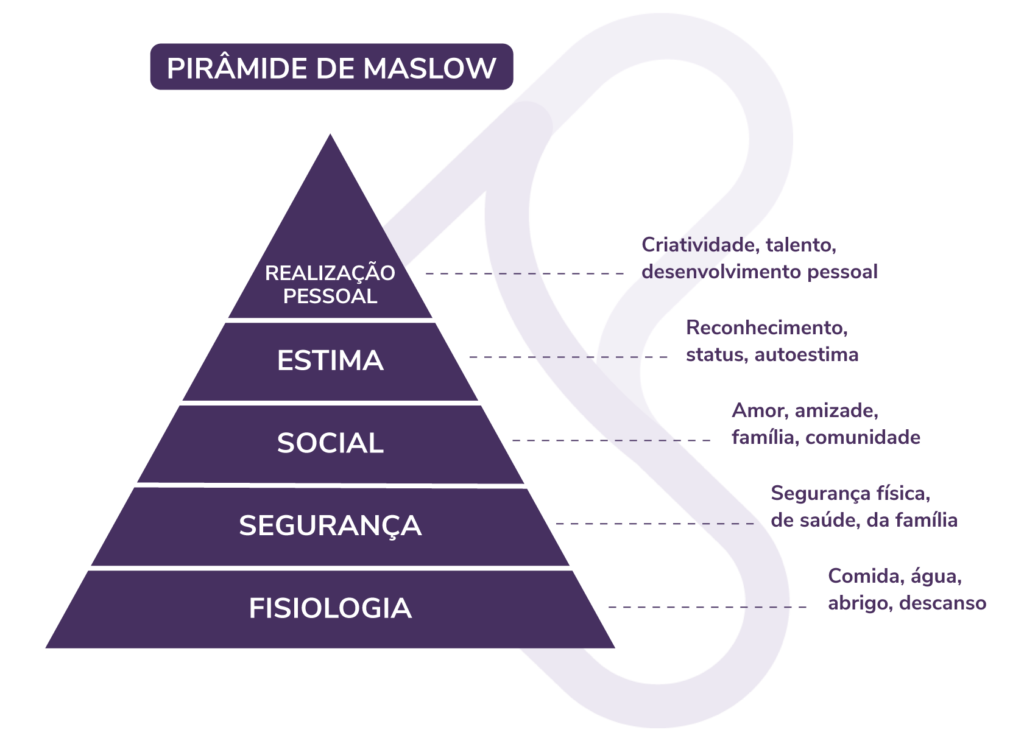 PIRÂMIDE DE MASLOW
REALIZAÇÃO
PESSOAL
Criatividade, talento,
desenvolvimento pessoal
ESTIMA
Reconhecimento,
status, autoestima
SOCIAL
Amor, amizade,
família, comunidade
SEGURANÇA
Segurança física,
de saúde, da família
FISIOLOGIA
Comida, água,
abrigo, descanso